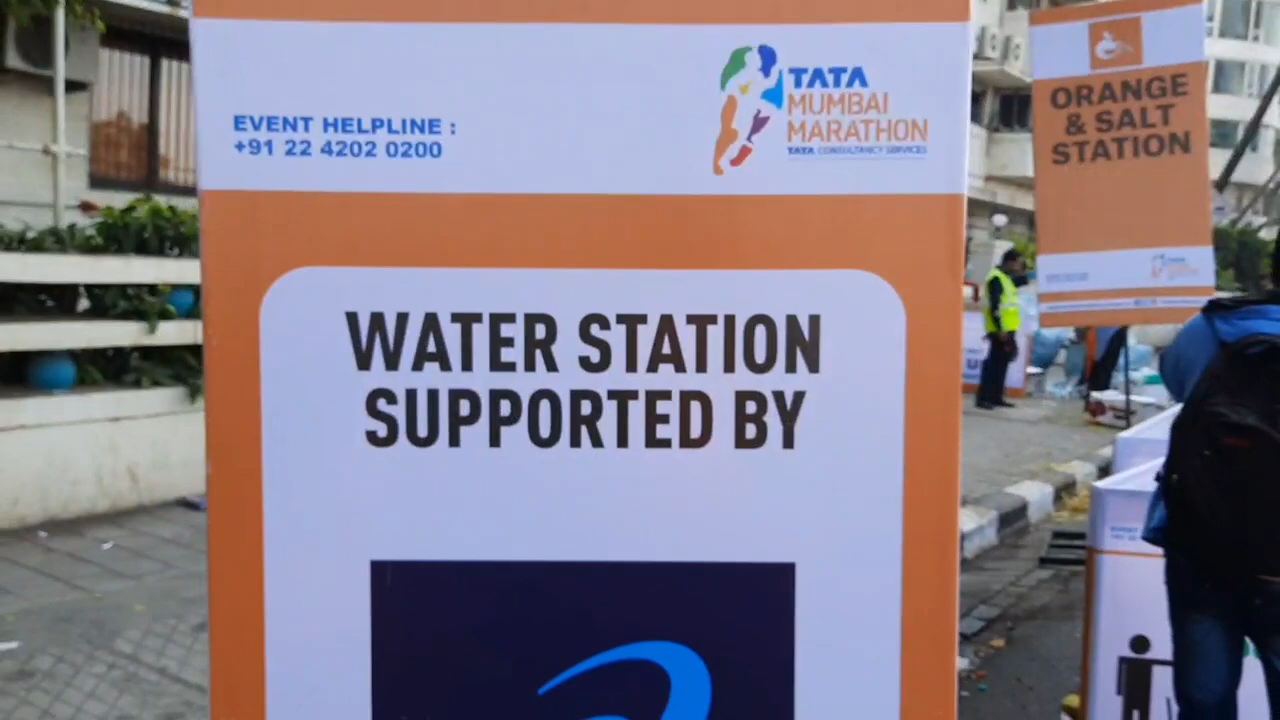 EVENT HELPLINE :
+91 22 4202 0200
TATA
MUMBAI
MARATHON
TATA CONSULTANCY SERVICES
WATER STATION
SUPPORTED BY
ORANGE
& SALT
STATION
TATA